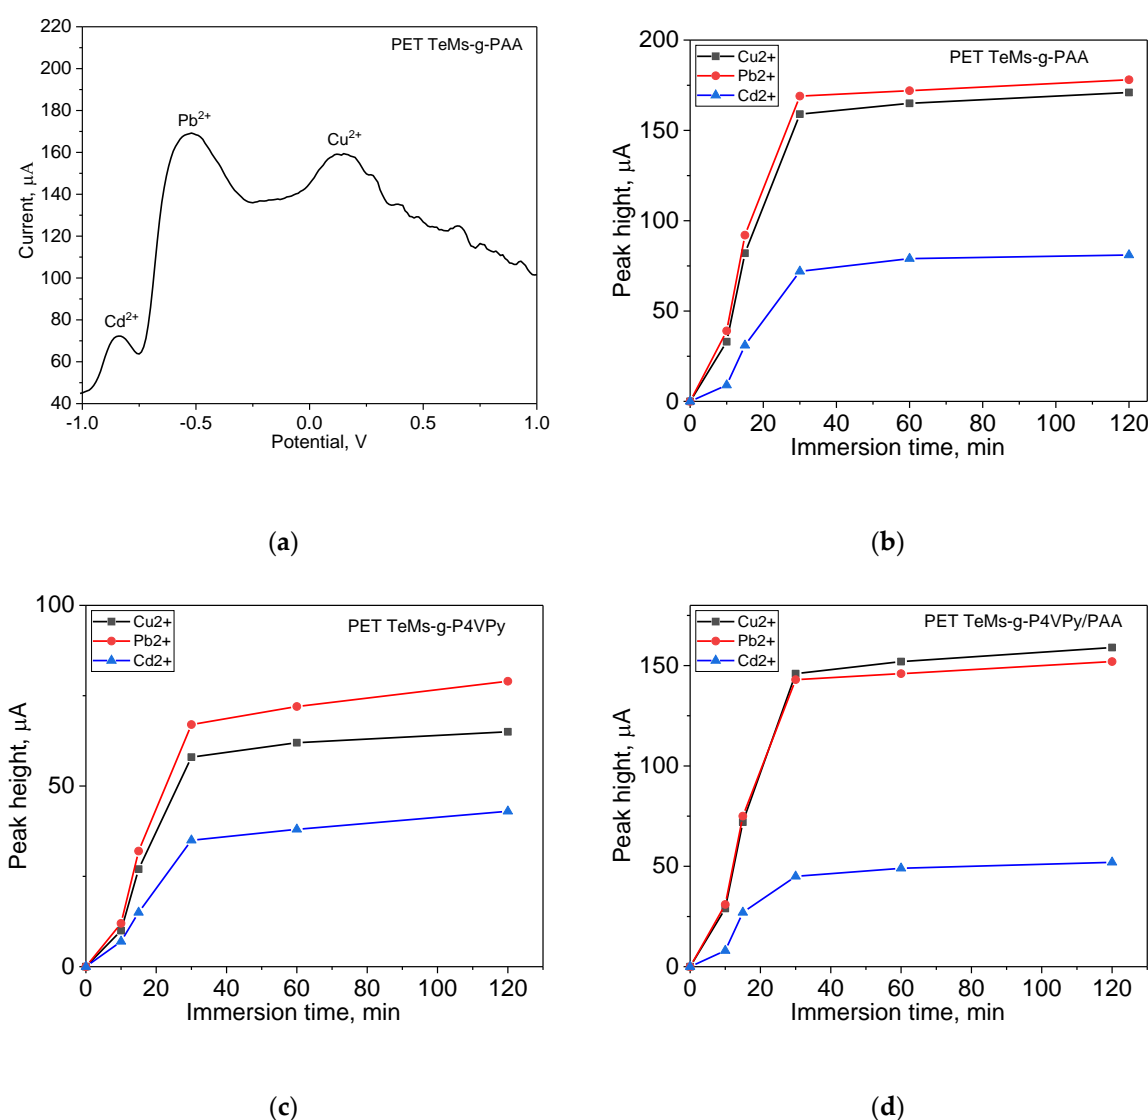 PET TeMs-g-PAA
Pb2+
Cu2+
Cd2+
Current, μA
220
200
180
160
140
120
100
80
60
40
-1.0 -0.5 0.0 0.5 1.0
Potential, V
(a)
Cu2+
Pb2+
Cd2+
PET TeMs-g-PAA
Peak hight, μA
200
150
100
50
0
0 20 40 60 80 100 120
Immersion time, min
(b)
Cu2+
Pb2+
Cd2+
PET TeMs-g-P4VPy
Peak height, μA
100
50
0
0 20 40 60 80 100 120
Immersion time, min
(c)
Cu2+
Pb2+
Cd2+
PET TeMs-g-P4VPy/PAA
Peak hight, μA
150
100
50
0
0 20 40 60 80 100 120
Immersion time, min
(d)